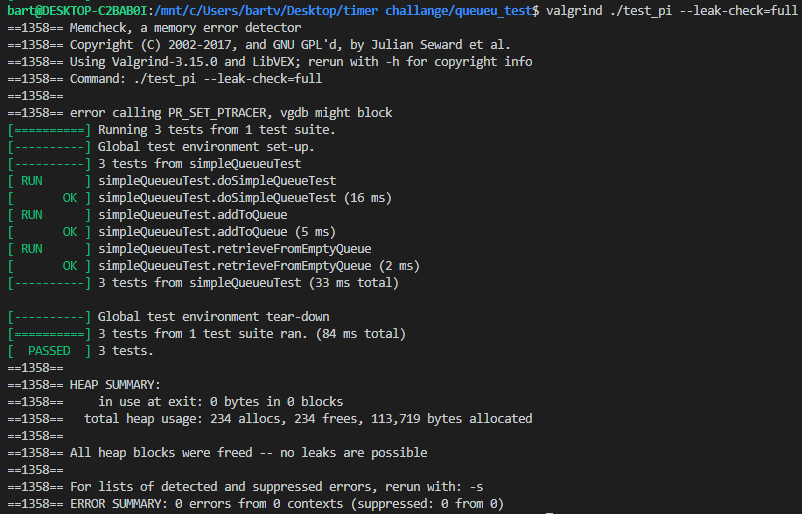 bart@DESKTOP-C2BAB0I:/mnt/c/Users/bartv/Desktop/timer challange/queueu_test$ valgrind ./test_pi --leak-check=full
==1358== Memcheck, a memory error detector
==1358== Copyright (C) 2002-2017, and GNU GPL'd, by Julian Seward et al.
==1358== Using Valgrind-3.15.0 and LibVEX; rerun with -h for copyright info
==1358== Command: ./test_pi --leak-check=full
==1358==
==1358== error calling PR_SET_PTRACER, vgdb might block
[==========] Running 3 tests from 1 test suite.
[----------] Global test environment set-up.
[----------] 3 tests from simpleQueueuTest
[ RUN      ] simpleQueueuTest.doSimpleQueueTest
[       OK ] simpleQueueuTest.doSimpleQueueTest (16 ms)
[ RUN      ] simpleQueueuTest.addToQueue
[       OK ] simpleQueueuTest.addToQueue (5 ms)
[ RUN      ] simpleQueueuTest.retrieveFromEmptyQueue
[       OK ] simpleQueueuTest.retrieveFromEmptyQueue (2 ms)
[----------] 3 tests from simpleQueueuTest (33 ms total)

[----------] Global test environment tear-down
[==========] 3 tests from 1 test suite ran. (84 ms total)
[  PASSED  ] 3 tests.
==1358==
==1358== HEAP SUMMARY:
==1358==     in use at exit: 0 bytes in 0 blocks
==1358==   total heap usage: 234 allocs, 234 frees, 113,719 bytes allocated
==1358==
==1358== All heap blocks were freed -- no leaks are possible
==1358==
==1358== For lists of detected and suppressed errors, rerun with: -s
==1358== ERROR SUMMARY: 0 errors from 0 contexts (suppressed: 0 from 0)